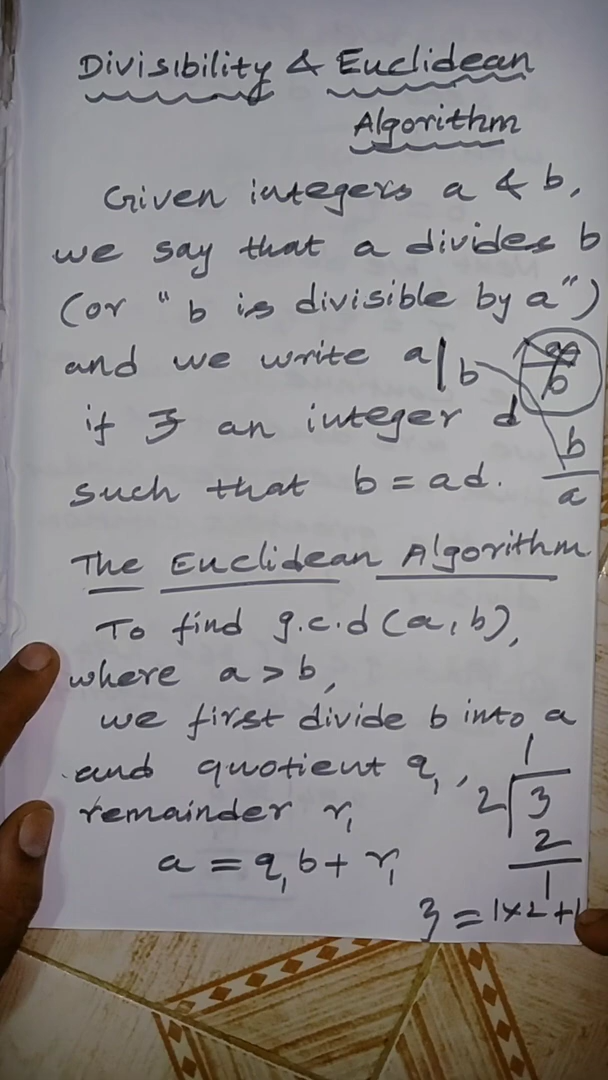 Divisibility & Euclidean
Algorithm
Given integers a & b,
we say that a divides b
(or "b is divisible by a")
and we write a|b
if ∃ an integer d
b
such that b = ad.
a
The Euclidean Algorithm
To find g.c.d (a, b),
where a > b,
we first divide b into a
and quotient q₁,
1
2 3
remainder r₁
2
a = q₁b + r₁
1
3 = 1×2+1